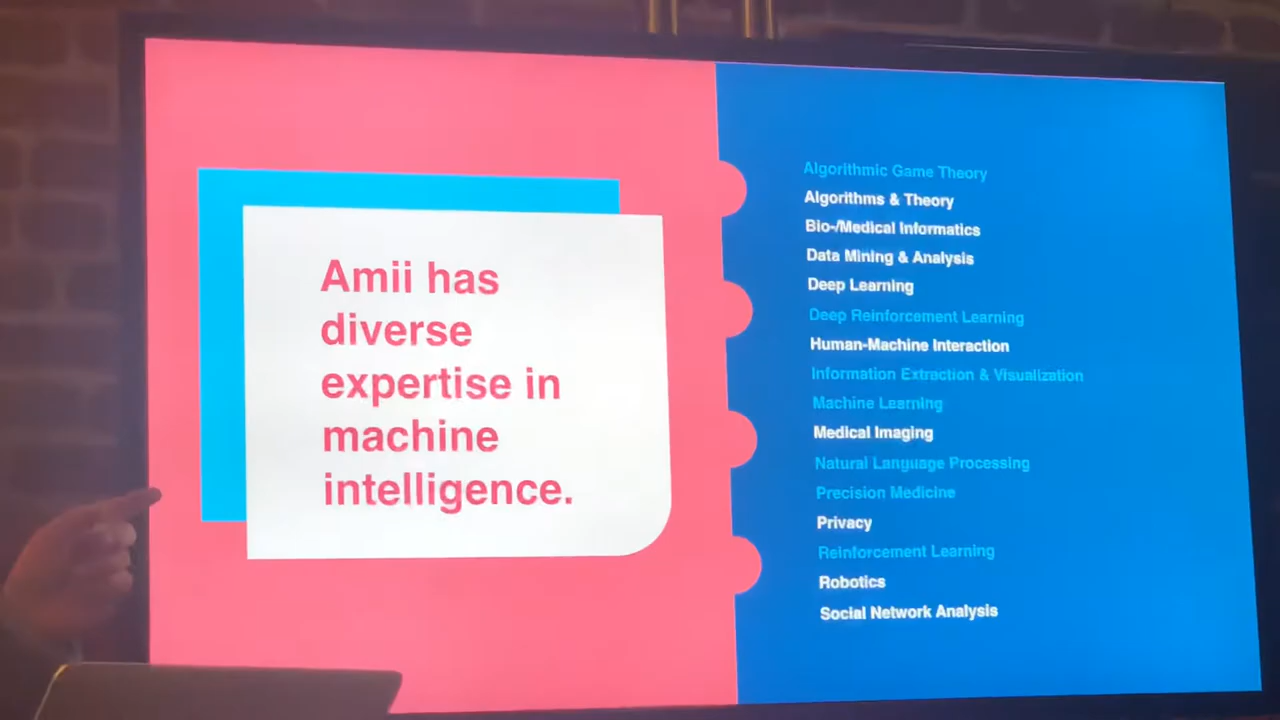 Amii has
diverse
expertise in
machine
intelligence.
Algorithmic Game Theory
Algorithms & Theory
Bio-/Medical Informatics
Data Mining & Analysis
Deep Learning
Deep Reinforcement Learning
Human-Machine Interaction
Information Extraction & Visualization
Machine Learning
Medical Imaging
Natural Language Processing
Precision Medicine
Privacy
Reinforcement Learning
Robotics
Social Network Analysis